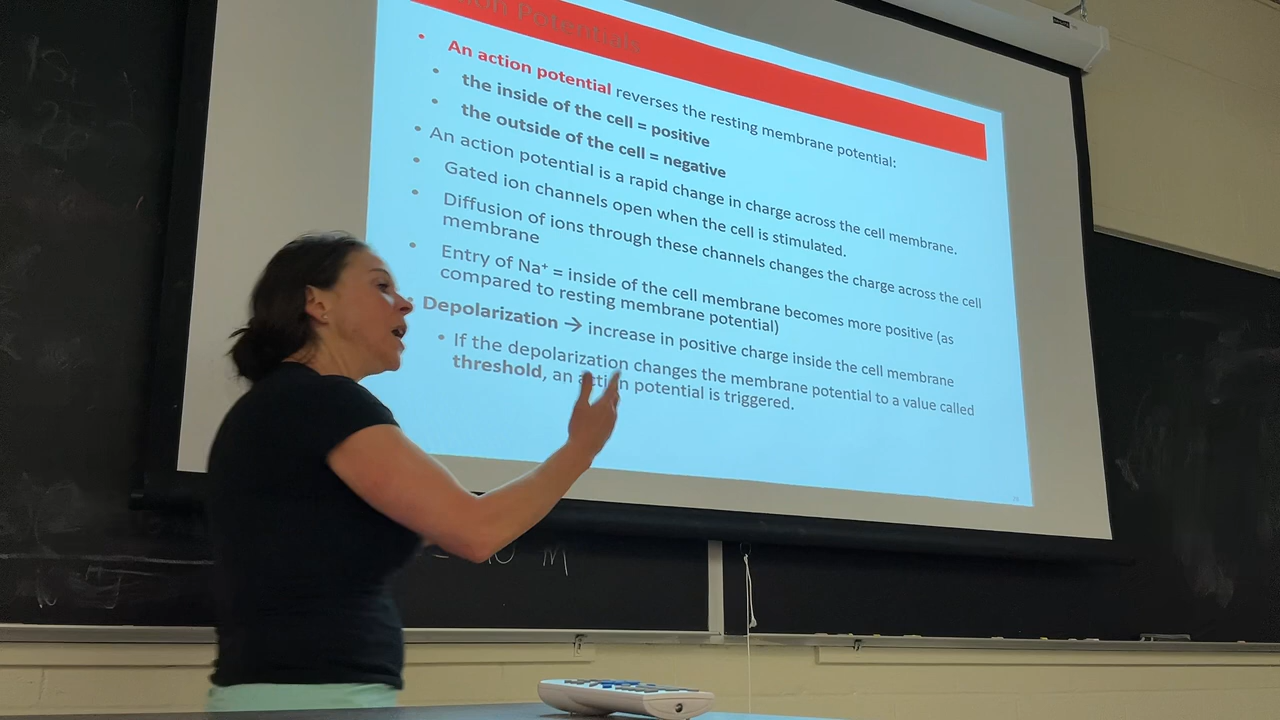 ion Potentials
An action potential reverses the resting membrane potential:
the inside of the cell = positive
the outside of the cell = negative
An action potential is a rapid change in charge across the cell membrane.
Gated ion channels open when the cell is stimulated.
Diffusion of ions through these channels changes the charge across the cell
membrane
Entry of Na⁺ = inside of the cell membrane becomes more positive (as
compared to resting membrane potential)
Depolarization → increase in positive charge inside the cell membrane
If the depolarization changes the membrane potential to a value called
threshold, an action potential is triggered.